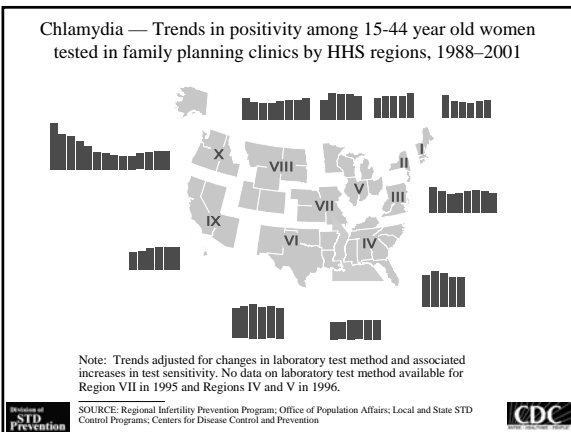 Chlamydia — Trends in positivity among 15-44 year old women
tested in family planning clinics by HHS regions, 1988–2001
I
X
II
VIII
V
III
VII
IX
VI
IV
Note: Trends adjusted for changes in laboratory test method and associated
increases in test sensitivity. No data on laboratory test method available for
Region VII in 1995 and Regions IV and V in 1996.
Division of
STD
Prevention
SOURCE: Regional Infertility Prevention Program; Office of Population Affairs; Local and State STD
Control Programs; Centers for Disease Control and Prevention
CDC